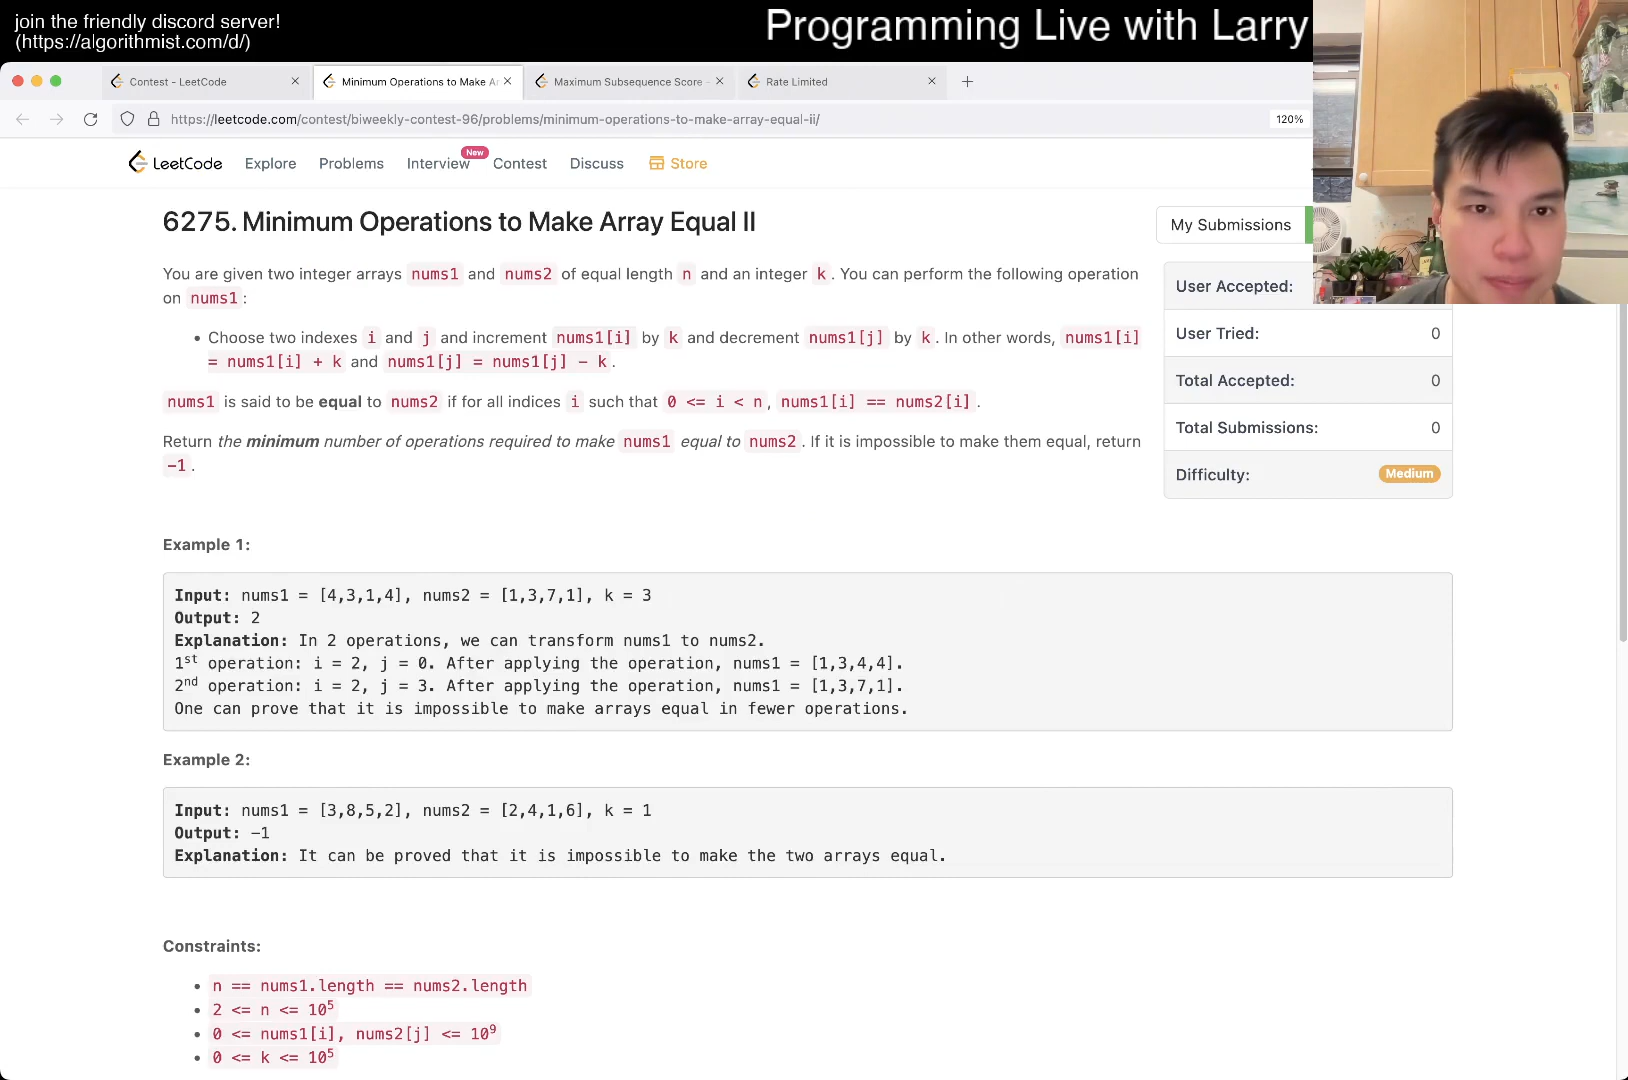 join the friendly discord server!
(https://algorithmist.com/d/)
Programming Live with Larry
Contest - LeetCode
Minimum Operations to Make Ar
Maximum Subsequence Score -
Rate Limited
https://leetcode.com/contest/biweekly-contest-96/problems/minimum-operations-to-make-array-equal-ii/
120%
LeetCode
Explore
Problems
Interview
New
Contest
Discuss
Store
6275. Minimum Operations to Make Array Equal II
My Submissions
You are given two integer arrays nums1 and nums2 of equal length n and an integer k. You can perform the following operation
on nums1:
• Choose two indexes i and j and increment nums1[i] by k and decrement nums1[j] by k. In other words, nums1[i]
= nums1[i] + k and nums1[j] = nums1[j] - k.
nums1 is said to be equal to nums2 if for all indices i such that 0 <= i < n, nums1[i] == nums2[i].
Return the minimum number of operations required to make nums1 equal to nums2. If it is impossible to make them equal, return
-1.
User Accepted:
User Tried: 0
Total Accepted: 0
Total Submissions: 0
Difficulty: Medium
Example 1:
Input: nums1 = [4,3,1,4], nums2 = [1,3,7,1], k = 3
Output: 2
Explanation: In 2 operations, we can transform nums1 to nums2.
1st operation: i = 2, j = 0. After applying the operation, nums1 = [1,3,4,4].
2nd operation: i = 2, j = 3. After applying the operation, nums1 = [1,3,7,1].
One can prove that it is impossible to make arrays equal in fewer operations.
Example 2:
Input: nums1 = [3,8,5,2], nums2 = [2,4,1,6], k = 1
Output: -1
Explanation: It can be proved that it is impossible to make the two arrays equal.
Constraints:
• n == nums1.length == nums2.length
• 2 <= n <= 10^5
• 0 <= nums1[i], nums2[j] <= 10^9
• 0 <= k <= 10^5